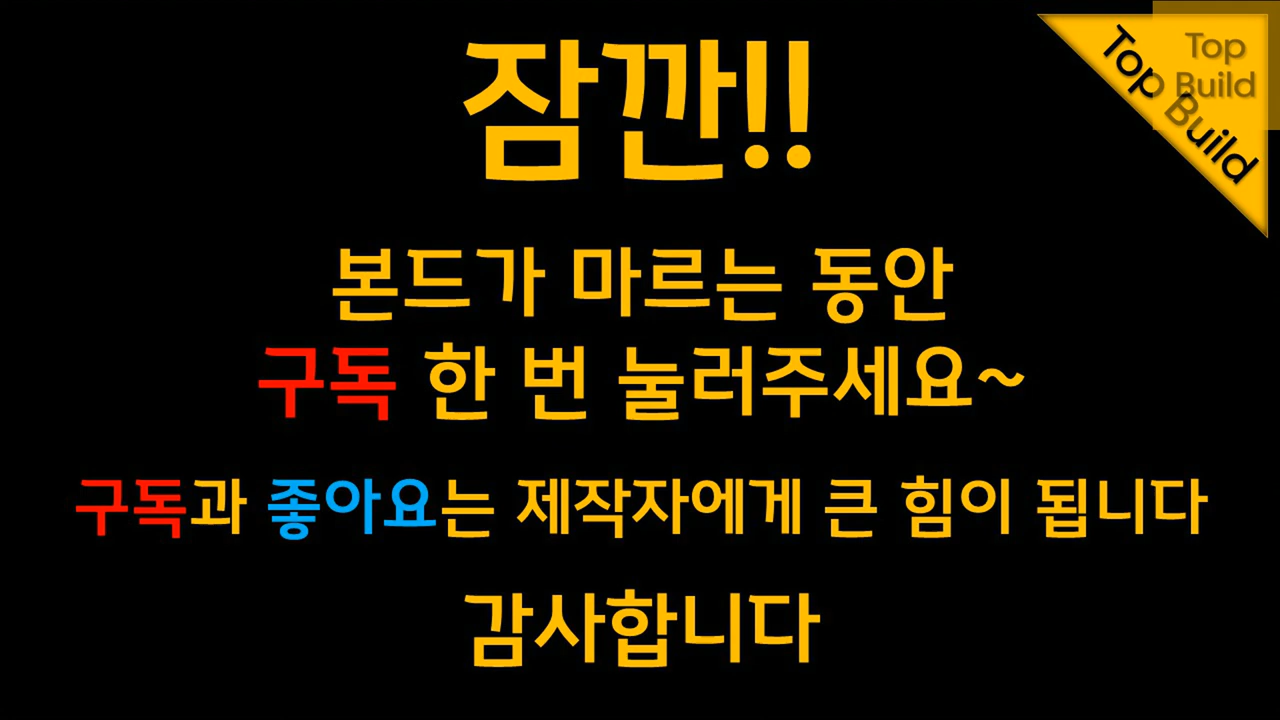 잠깐!!
Top Build
Top
Build
본드가 마르는 동안
구독 한 번 눌러주세요~
구독과 좋아요는 제작자에게 큰 힘이 됩니다
감사합니다